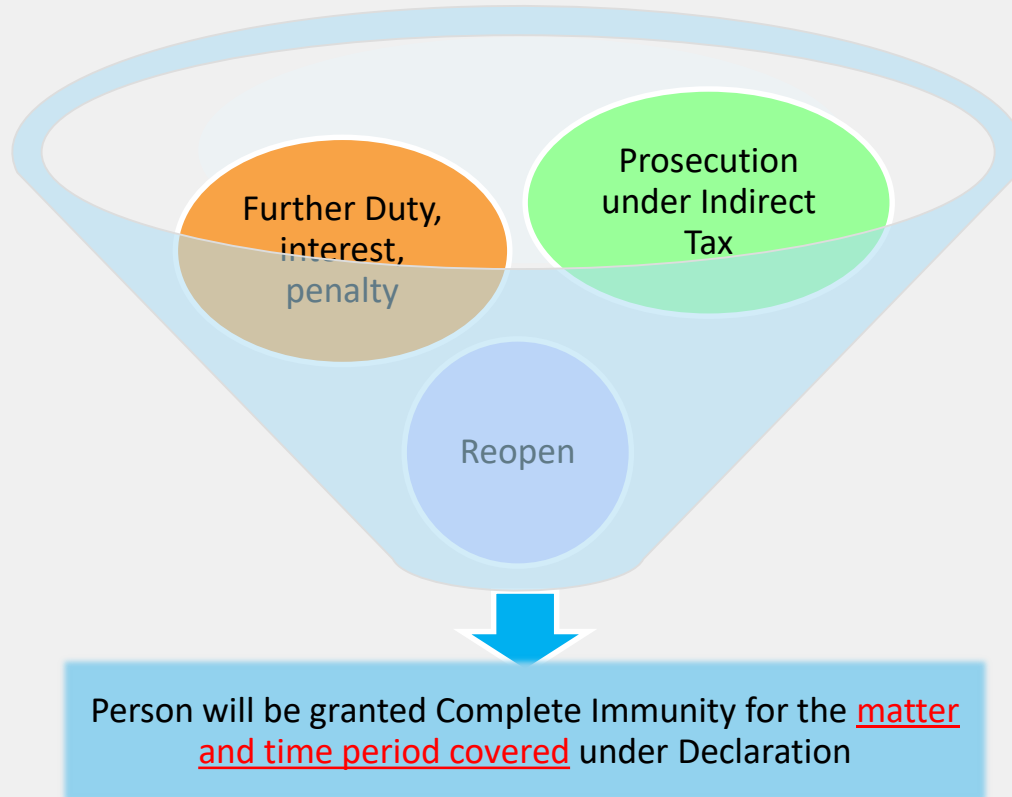 Further Duty,
interest,
penalty
Prosecution
under Indirect
Tax
Reopen
Person will be granted Complete Immunity for the matter
and time period covered under Declaration